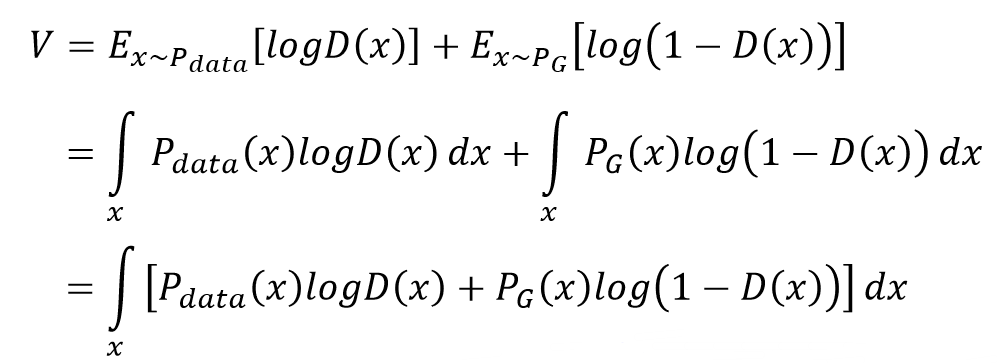 V = E_{x∼P_{data}}[logD(x)] + E_{x∼P_G}[log(1 − D(x))]
= ∫_x P_{data}(x)logD(x) dx + ∫_x P_G(x)log(1 − D(x)) dx
= ∫_x [P_{data}(x)logD(x) + P_G(x)log(1 − D(x))] dx